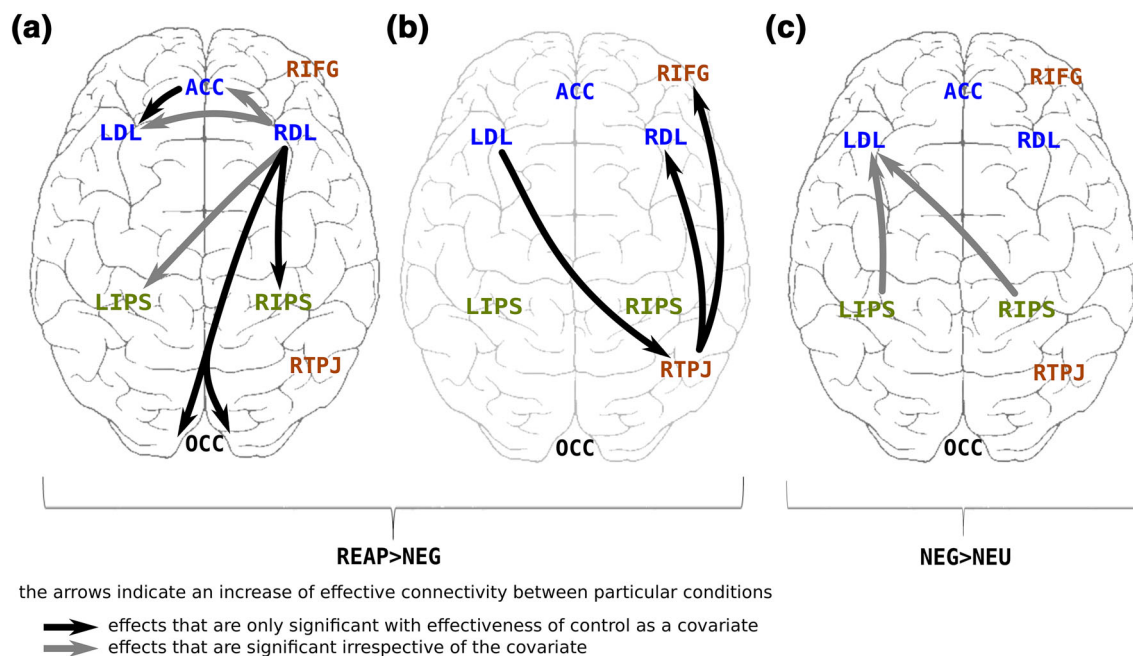 (a)
(b)
(c)
RIFG
ACC
LDL
RDL
LIPS
RIPS
RTPJ
OCC
RIFG
ACC
LDL
RDL
LIPS
RIPS
RTPJ
OCC
RIFG
ACC
LDL
RDL
LIPS
RIPS
RTPJ
OCC
REAP>NEG
NEG>NEU
the arrows indicate an increase of effective connectivity between particular conditions
effects that are only significant with effectiveness of control as a covariate
effects that are significant irrespective of the covariate